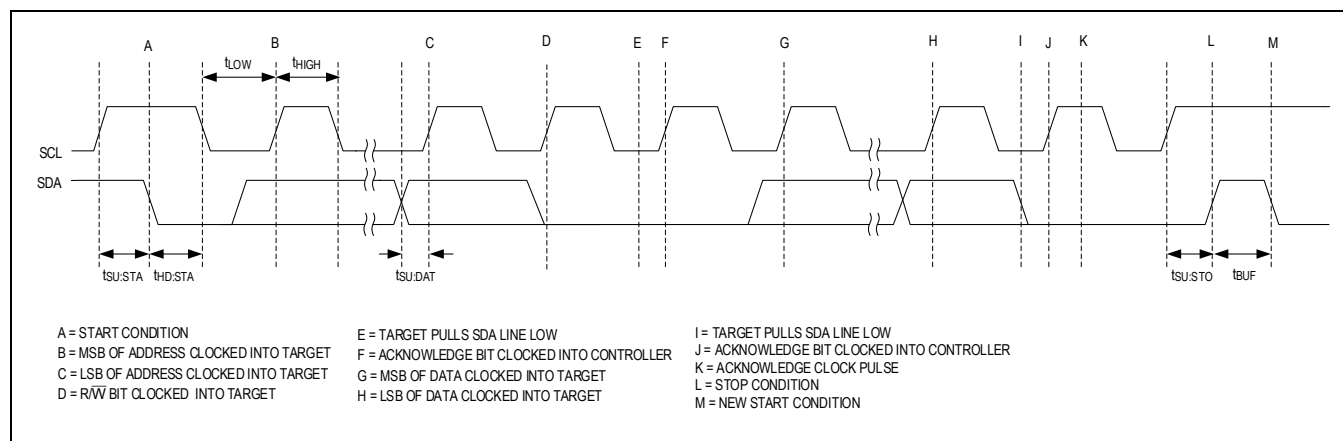 A B C D E F G H I J K L M
tLOW tHIGH
SCL
SDA
tSU:STA tHD:STA tSU:DAT tSU:STO tBUF
A = START CONDITION
B = MSB OF ADDRESS CLOCKED INTO TARGET
C = LSB OF ADDRESS CLOCKED INTO TARGET
D = R/W̅ BIT CLOCKED INTO TARGET
E = TARGET PULLS SDA LINE LOW
F = ACKNOWLEDGE BIT CLOCKED INTO CONTROLLER
G = MSB OF DATA CLOCKED INTO TARGET
H = LSB OF DATA CLOCKED INTO TARGET
I = TARGET PULLS SDA LINE LOW
J = ACKNOWLEDGE BIT CLOCKED INTO CONTROLLER
K = ACKNOWLEDGE CLOCK PULSE
L = STOP CONDITION
M = NEW START CONDITION